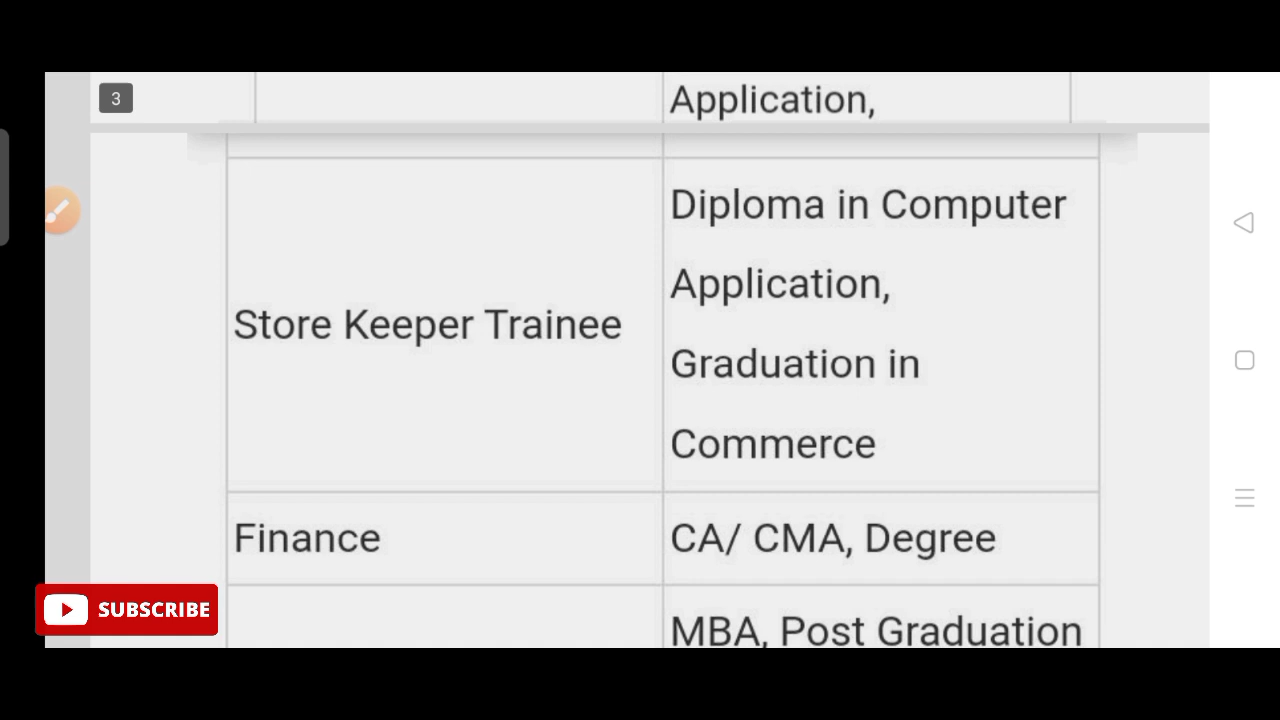 3
Application,
Diploma in Computer
Application,
Store Keeper Trainee
Graduation in
Commerce
Finance
CA/ CMA, Degree
SUBSCRIBE
MBA, Post Graduation